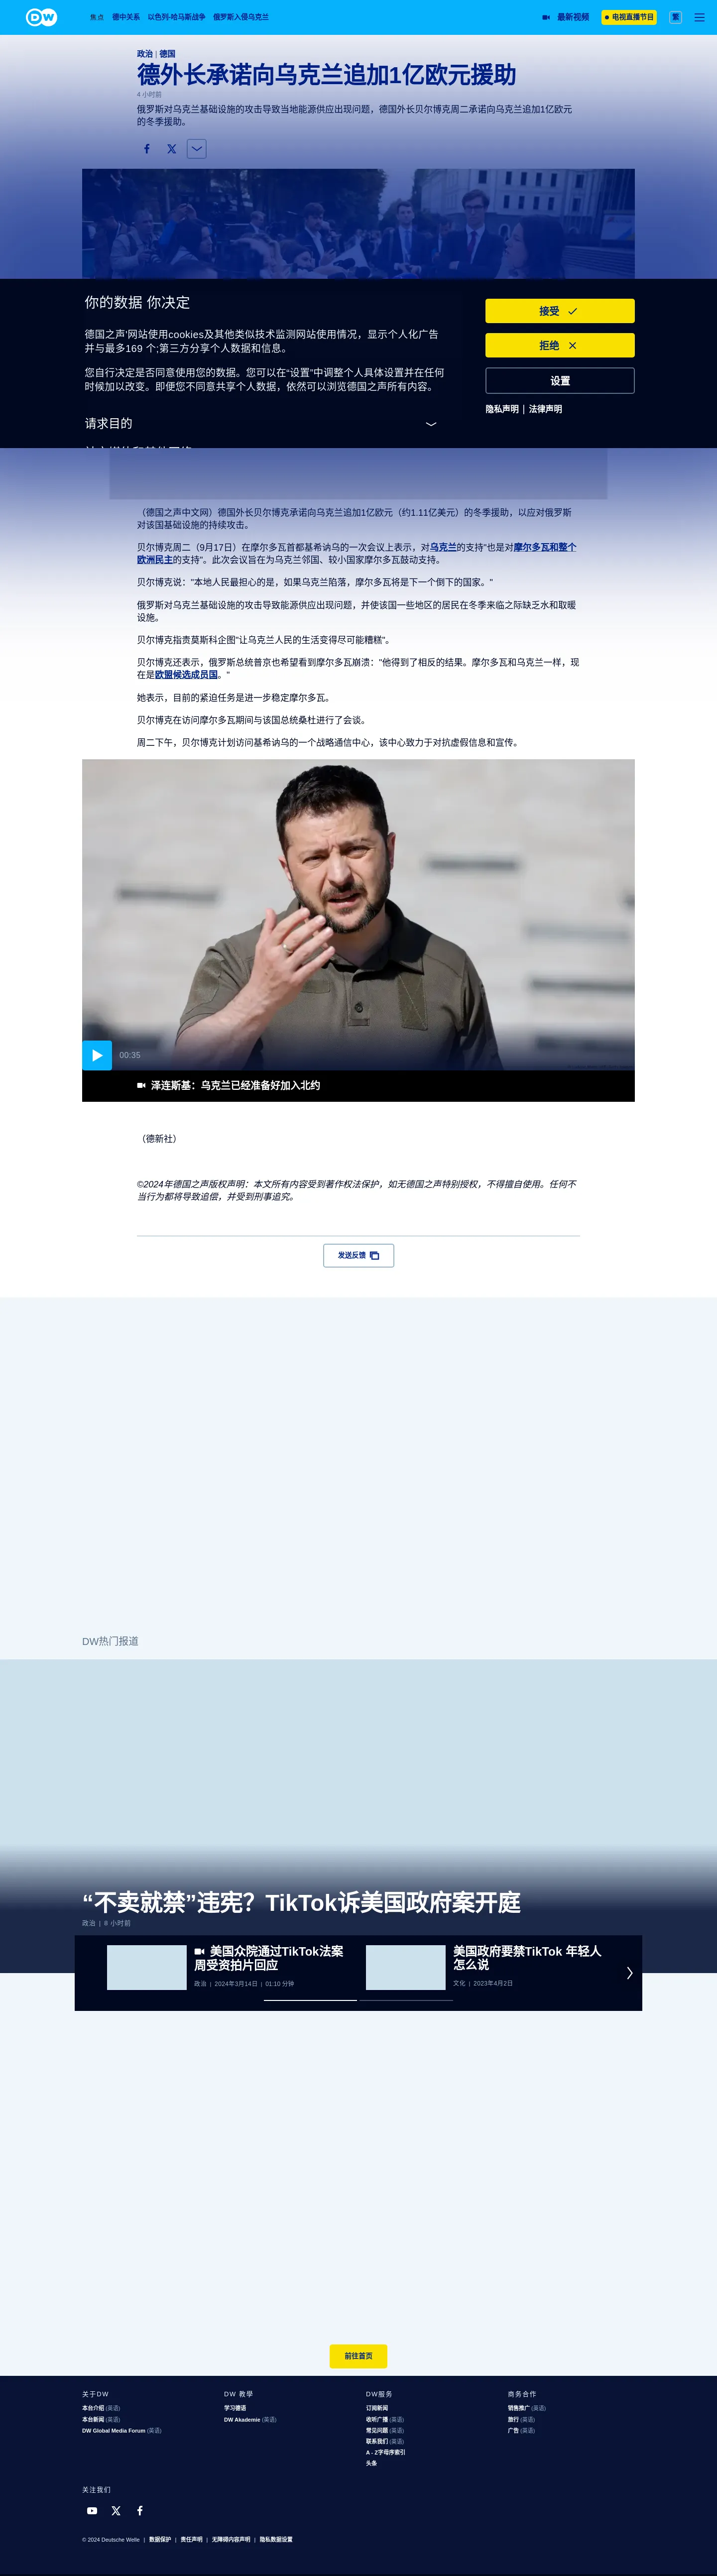 DW
焦点 德中关系 以色列-哈马斯战争 俄罗斯入侵乌克兰 最新视频 电视直播节目 繁
政治 | 德国
德外长承诺向乌克兰追加1亿欧元援助
4 小时前
俄罗斯对乌克兰基础设施的攻击导致当地能源供应出现问题，德国外长贝尔博克周二承诺向乌克兰追加1亿欧元
的冬季援助。
你的数据 你决定
德国之声'网站使用cookies及其他类似技术监测网站使用情况，显示个人化广告
并与最多169 个;第三方分享个人数据和信息。
您自行决定是否同意使用您的数据。您可以在“设置”中调整个人具体设置并在任何
时候加以改变。即便您不同意共享个人数据，依然可以浏览德国之声所有内容。
请求目的
接受
拒绝
设置
隐私声明 | 法律声明
（德国之声中文网）德国外长贝尔博克承诺向乌克兰追加1亿欧元（约1.11亿美元）的冬季援助，以应对俄罗斯
对该国基础设施的持续攻击。
贝尔博克周二（9月17日）在摩尔多瓦首都基希讷乌的一次会议上表示，对乌克兰的支持"也是对摩尔多瓦和整个
欧洲民主的支持"。此次会议旨在为乌克兰邻国、较小国家摩尔多瓦鼓动支持。
贝尔博克说："本地人民最担心的是，如果乌克兰陷落，摩尔多瓦将是下一个倒下的国家。"
俄罗斯对乌克兰基础设施的攻击导致能源供应出现问题，并使该国一些地区的居民在冬季来临之际缺乏水和取暖
设施。
贝尔博克指责莫斯科企图"让乌克兰人民的生活变得尽可能糟糕"。
贝尔博克还表示，俄罗斯总统普京也希望看到摩尔多瓦崩溃："他得到了相反的结果。摩尔多瓦和乌克兰一样，现
在是欧盟候选成员国。"
她表示，目前的紧迫任务是进一步稳定摩尔多瓦。
贝尔博克在访问摩尔多瓦期间与该国总统桑杜进行了会谈。
周二下午，贝尔博克计划访问基希讷乌的一个战略通信中心，该中心致力于对抗虚假信息和宣传。
00:35
泽连斯基：乌克兰已经准备好加入北约
（德新社）
©2024年德国之声版权声明：本文所有内容受到著作权法保护，如无德国之声特别授权，不得擅自使用。任何不
当行为都将导致追偿，并受到刑事追究。
发送反馈
DW热门报道
“不卖就禁”违宪？TikTok诉美国政府案开庭
政治 | 8 小时前
美国众院通过TikTok法案
周受资拍片回应
政治 | 2024年3月14日 | 01:10 分钟
美国政府要禁TikTok 年轻人
怎么说
文化 | 2023年4月2日
前往首页
关于DW
本台介绍 (英语)
本台新闻 (英语)
DW Global Media Forum (英语)
DW 教學
学习德语
DW Akademie (英语)
DW服务
订阅新闻
收听广播 (英语)
常见问题 (英语)
联系我们 (英语)
A - Z字母序索引
头条
商务合作
销售推广 (英语)
旅行 (英语)
广告 (英语)
关注我们
© 2024 Deutsche Welle | 数据保护 | 责任声明 | 无障碍内容声明 | 隐私数据设置